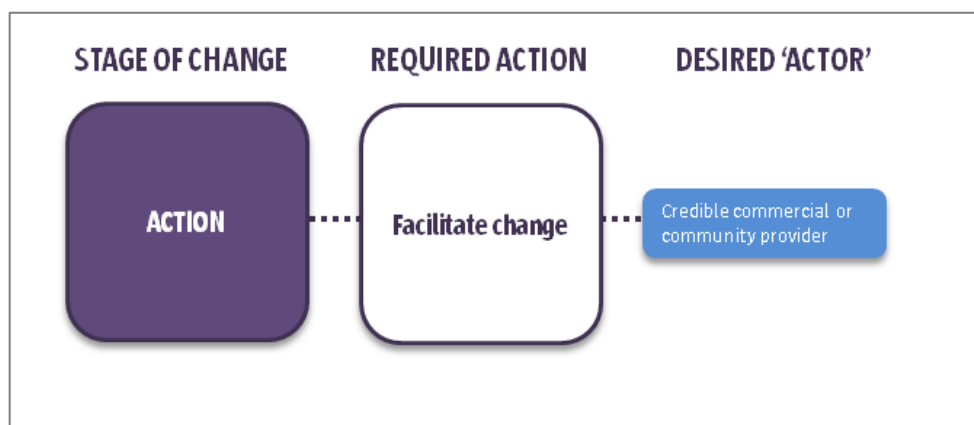 STAGE OF CHANGE
REQUIRED ACTION
DESIRED ‘ACTOR’
ACTION
Facilitate change
Credible commercial or
community provider